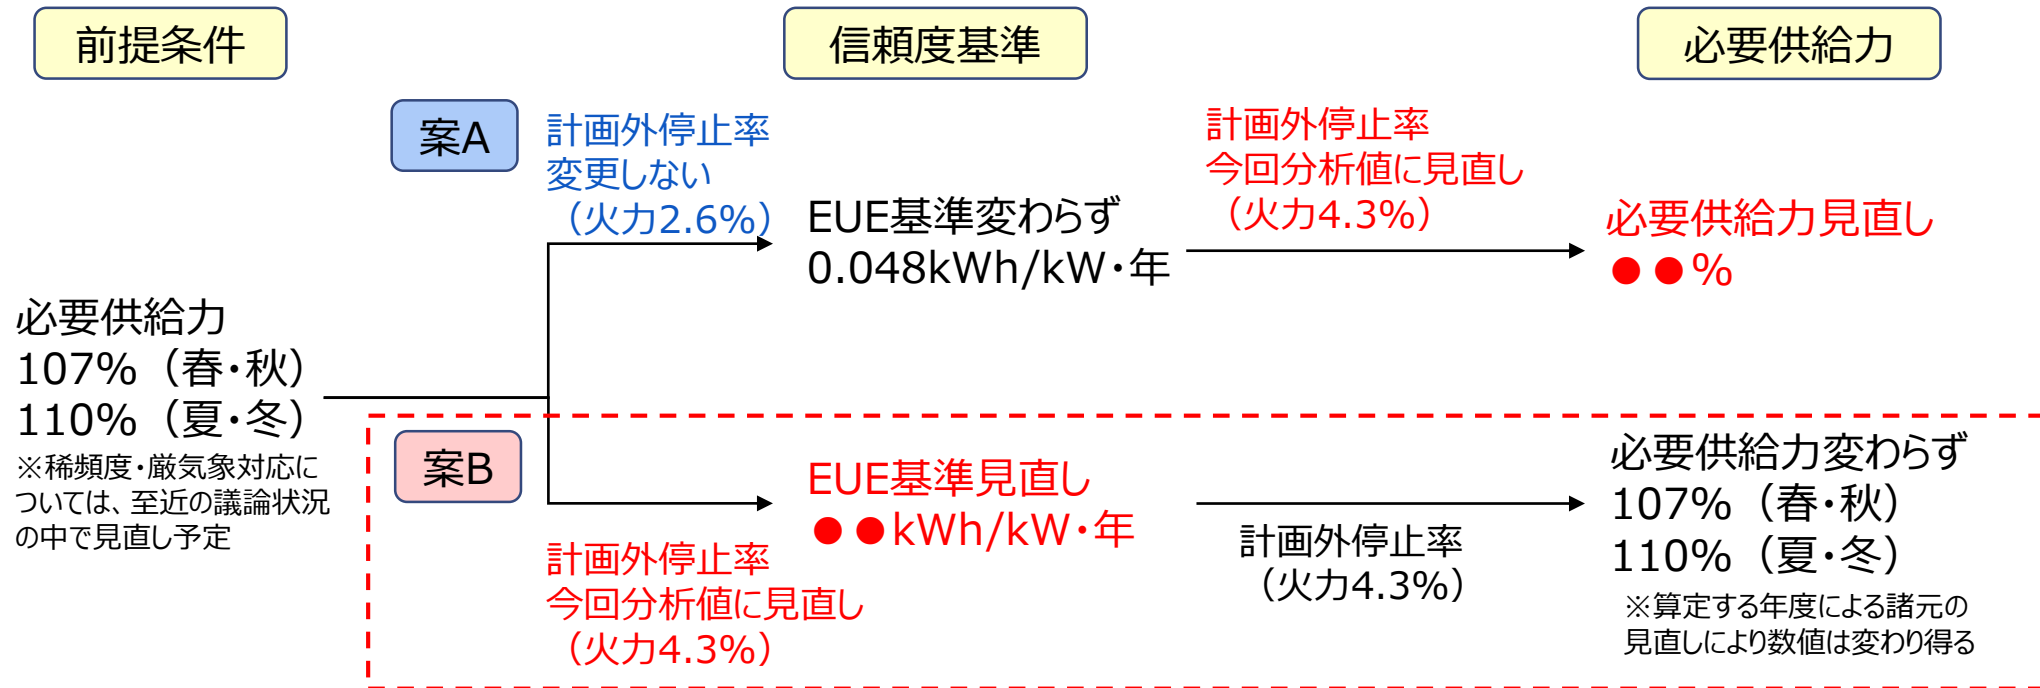 前提条件
信頼度基準
必要供給力
案A
計画外停止率
変更しない
（火力2.6%）
EUE基準変わらず
0.048kWh/kW・年
計画外停止率
今回分析値に見直し
（火力4.3%）
必要供給力見直し
●●%
必要供給力
107%（春・秋）
110%（夏・冬）
※稀頻度・厳気象対応に
ついては、至近の議論状況
の中で見直し予定
案B
計画外停止率
今回分析値に見直し
（火力4.3%）
EUE基準見直し
●●kWh/kW・年
計画外停止率
（火力4.3%）
必要供給力変わらず
107%（春・秋）
110%（夏・冬）
※算定する年度による諸元の
見直しにより数値は変わり得る